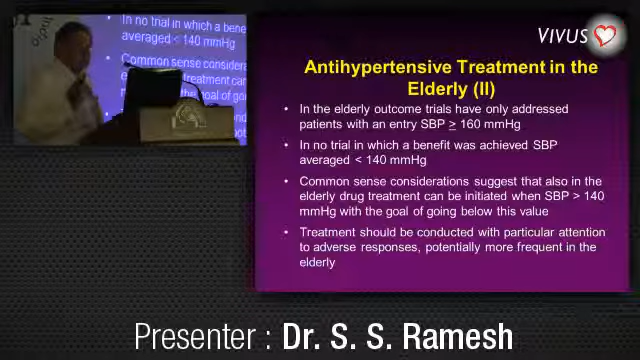 In no trial in which a benefit
averaged < 140 mmHg
Common sense
treatment can
VIVUS
Antihypertensive Treatment in the
Elderly (II)
• In the elderly outcome trials have only addressed
patients with an entry SBP ≥ 160 mmHg
• In no trial in which a benefit was achieved SBP
averaged < 140 mmHg
• Common sense considerations suggest that also in the
elderly drug treatment can be initiated when SBP > 140
mmHg with the goal of going below this value
• Treatment should be conducted with particular attention
to adverse responses, potentially more frequent in the
elderly
Presenter : Dr. S. S. Ramesh